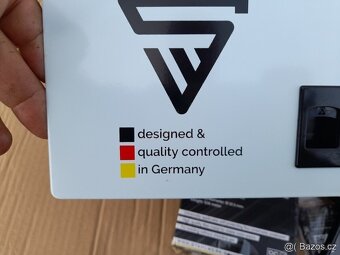 designed &
quality controlled
in Germany
© Bazos.cz